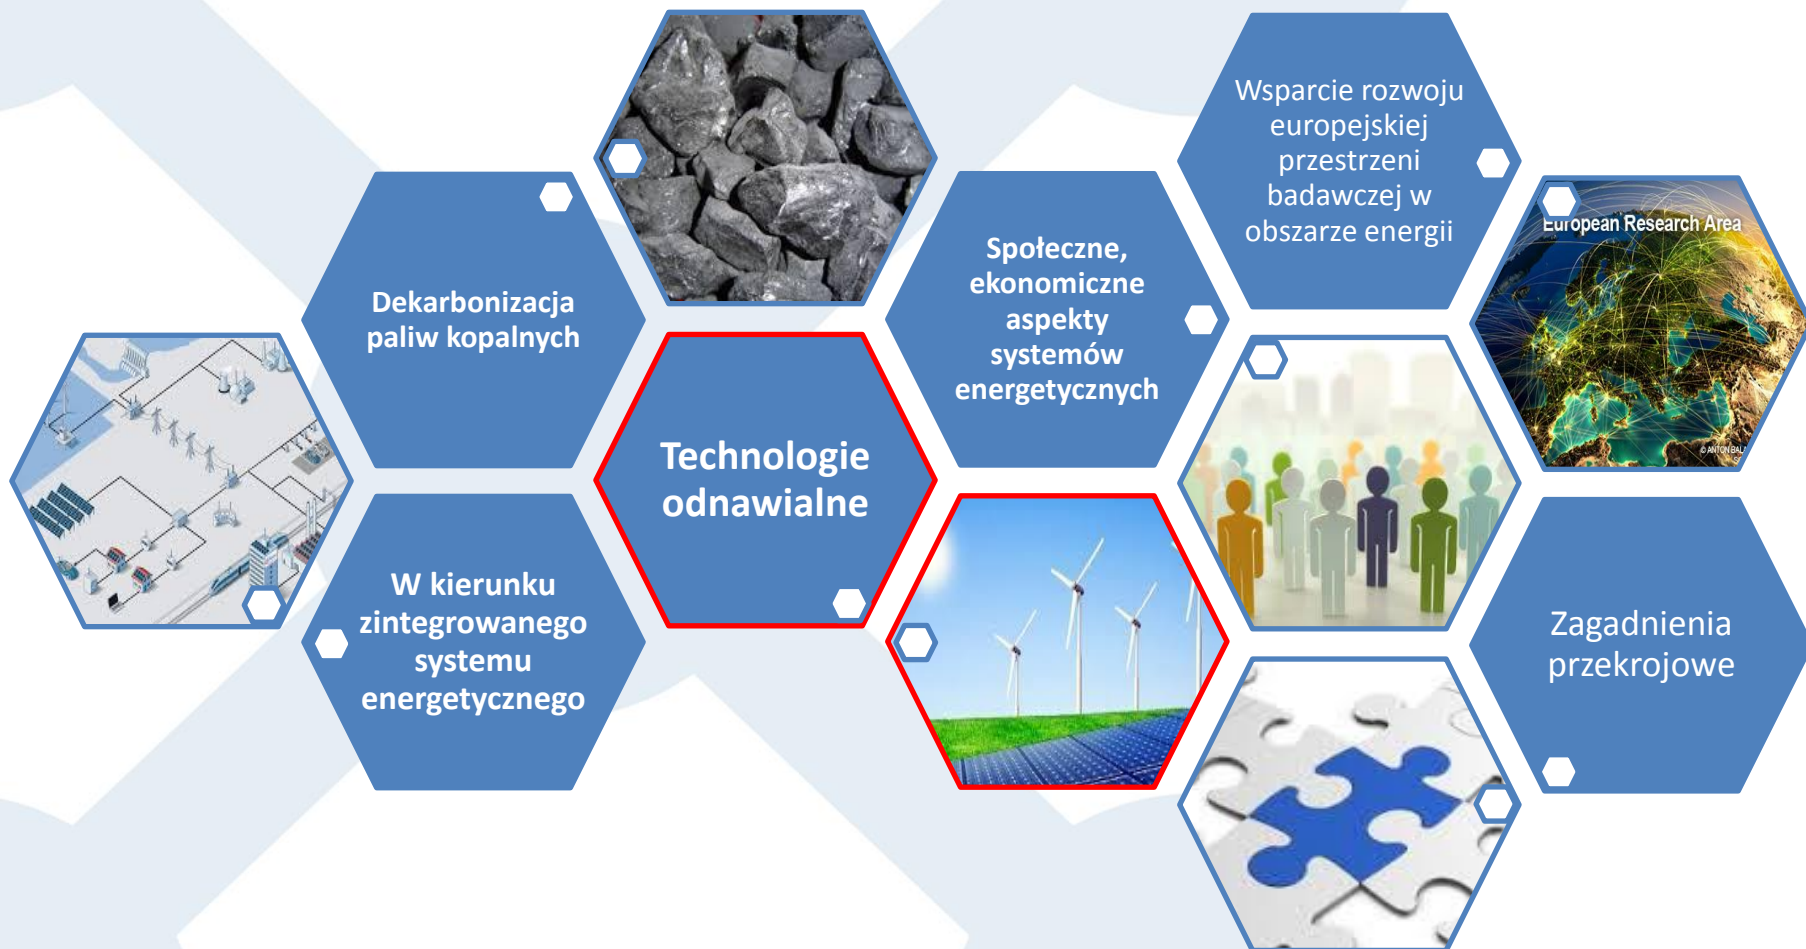 Dekarbonizacja
paliw kopalnych
W kierunku
zintegrowanego
systemu
energetycznego
Technologie
odnawialne
Społeczne,
ekonomiczne
aspekty
systemów
energetycznych
Wsparcie rozwoju
europejskiej
przestrzeni
badawczej w
obszarze energii
European Research Area
© ANTON
Zagadnienia
przekrojowe